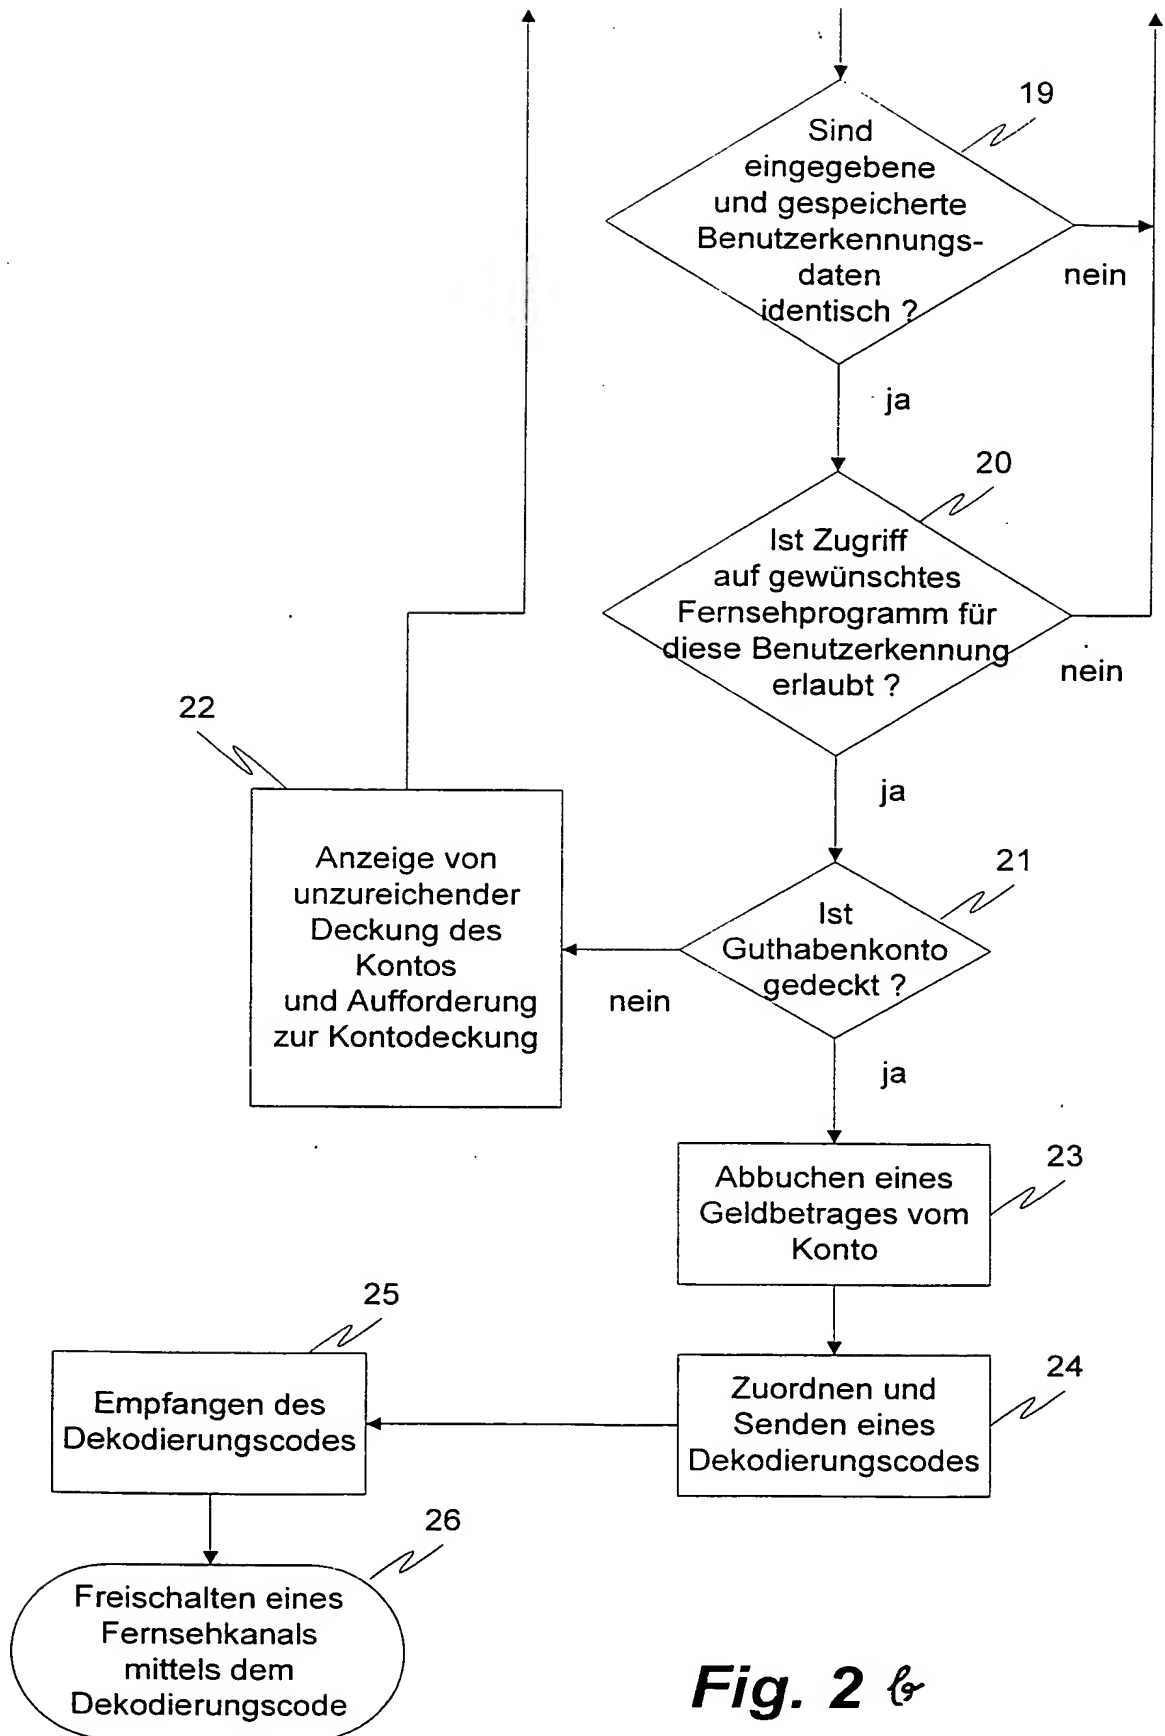 19
Sind
eingegebene
und gespeicherte
Benutzerkennungs-
daten
identisch ?
nein
ja
20
Ist Zugriff
auf gewünschtes
Fernsehprogramm für
diese Benutzerkennung
erlaubt ?
nein
ja
22
Anzeige von
unzureichender
Deckung des
Kontos
und Aufforderung
zur Kontodeckung
21
Ist
Guthabenkonto
gedeckt ?
nein
ja
23
Abbuchen eines
Geldbetrages vom
Konto
24
Zuordnen und
Senden eines
Dekodierungscodes
25
Empfangen des
Dekodierungscodes
26
Freischalten eines
Fernsehkanals
mittels dem
Dekodierungscode
Fig. 2 b